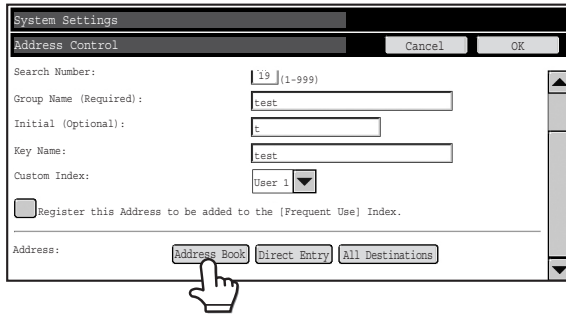 System Settings
Address Control Cancel OK
Search Number: 19 (1-999)
Group Name (Required): test
Initial (Optional): t
Key Name: test
Custom Index: User 1
Register this Address to be added to the [Frequent Use] Index.
Address: Address Book Direct Entry All Destinations